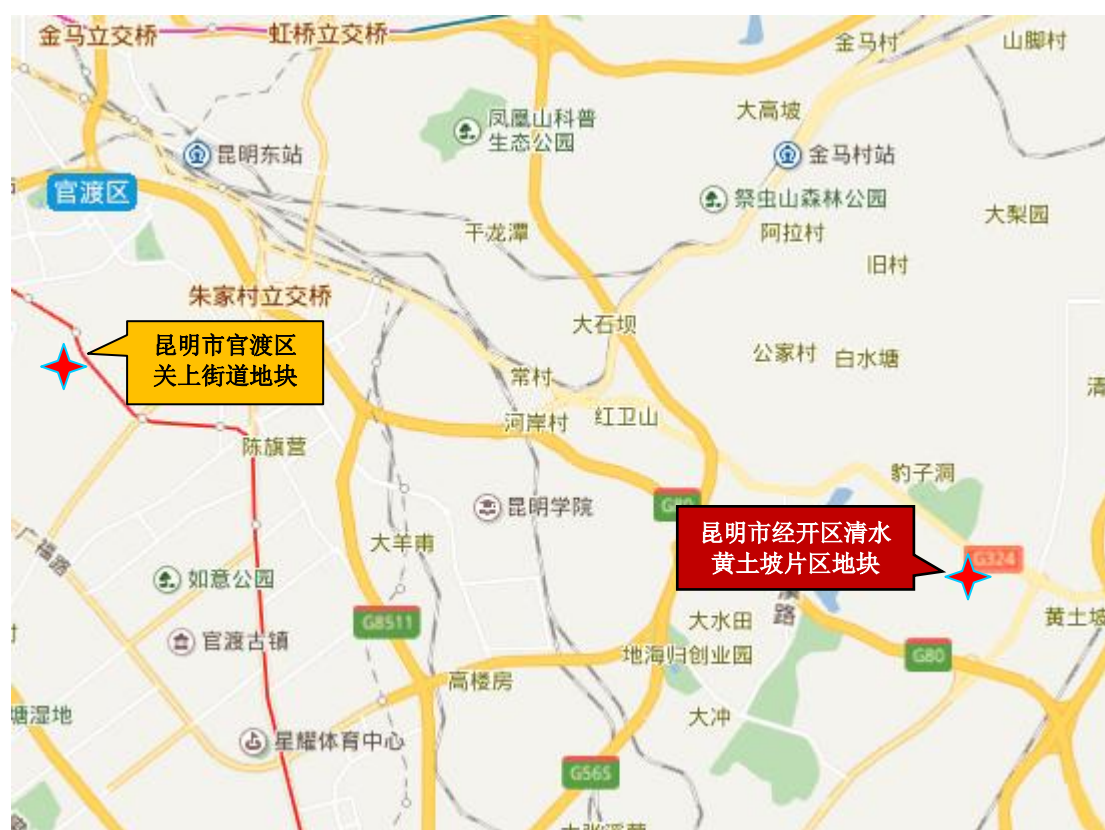 金马立交桥
虹桥立交桥
金马村
山脚村
凤凰山科普
生态公园
大高坡
昆明东站
金马村站
官渡区
祭虫山森林公园
大梨园
干龙潭
阿拉村
旧村
朱家村立交桥
大石坝
昆明市官渡区
关上街道地块
公家村
白水塘
常村
清
河岸村
红卫山
陈旗营
豹子洞
昆明学院
G80
昆明市经开区清水
黄土坡片区地块
广福路
大羊甫
G324
如意公园
溪路
G8511
大水田
黄土坡
官渡古镇
地海归创业园
G80
高楼房
塘湿地
大冲
星耀体育中心
G56S